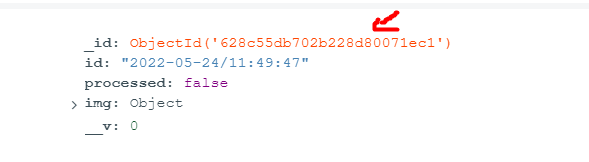 _id: ObjectId('628c55db702b228d80071ec1')
id: "2022-05-24/11:49:47"
processed: false
> img: Object
__v: 0